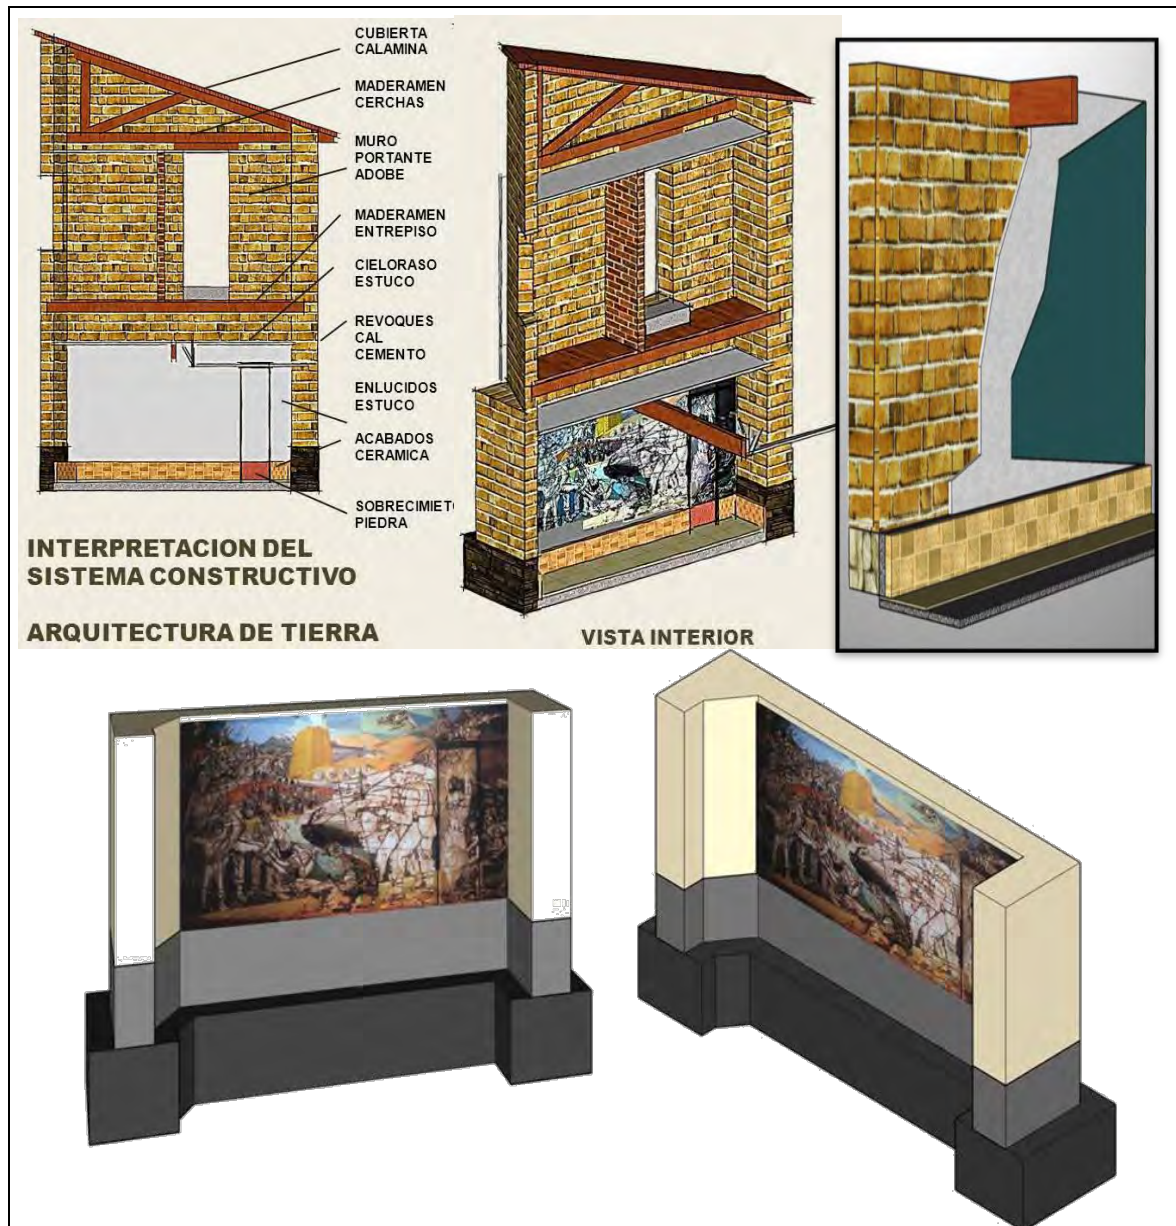 CUBIERTA
CALAMINA
MADERAMEN
CERCHAS
MURO
PORTANTE
ADOBE
MADERAMEN
ENTREPISO
CIELORASO
ESTUCO
REVOQUES
CAL
CEMENTO
ENLUCIDOS
ESTUCO
ACABADOS
CERAMICA
SOBRECIMIET
PIEDRA
INTERPRETACION DEL
SISTEMA CONSTRUCTIVO
ARQUITECTURA DE TIERRA
VISTA INTERIOR